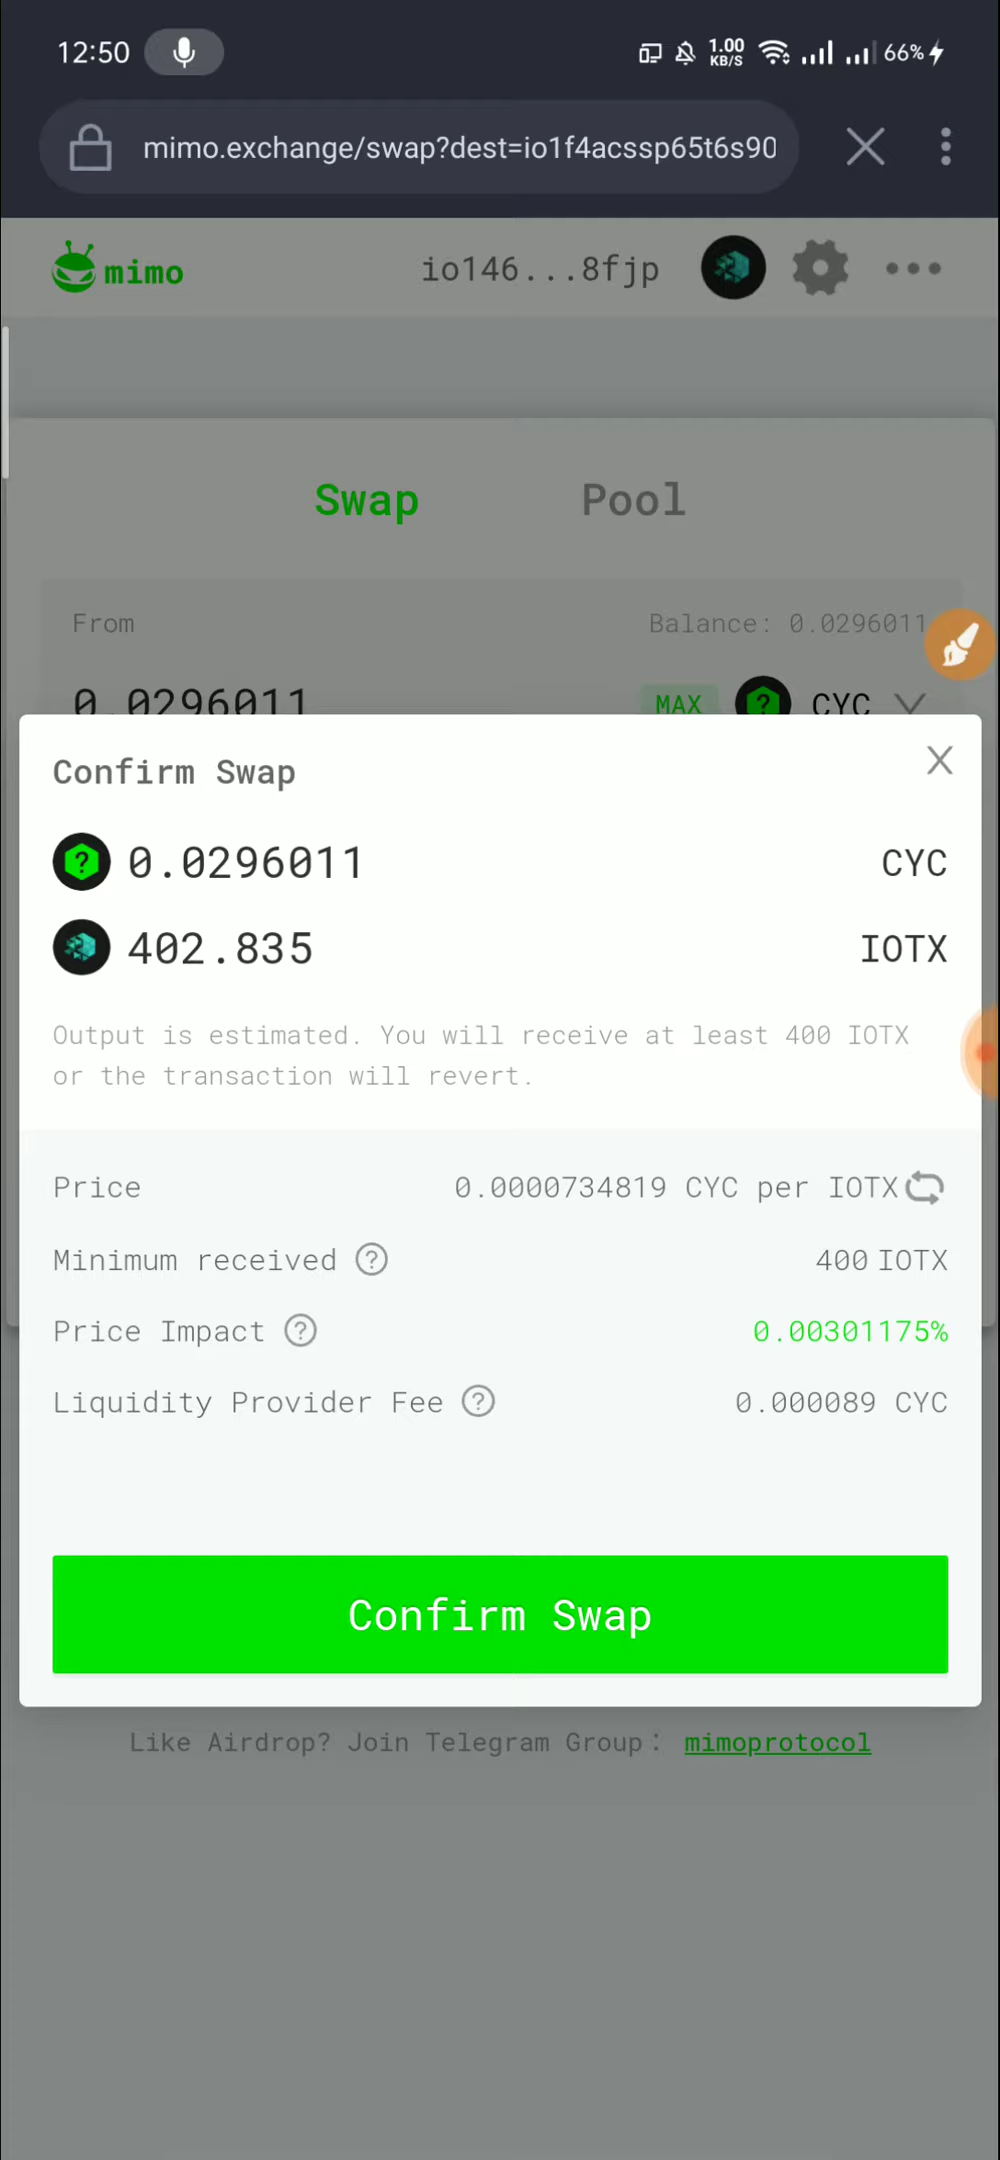 12:50
1.00
KB/S
66%
mimo.exchange/swap?dest=io1f4acssp65t6s90
mimo
io146...8fjp
Swap
Pool
From
Balance: 0.0296011
0.0296011
MAX
CYC
Confirm Swap
0.0296011
CYC
402.835
IOTX
Output is estimated. You will receive at least 400 IOTX
or the transaction will revert.
Price
0.0000734819 CYC per IOTX
Minimum received
400 IOTX
Price Impact
0.00301175%
Liquidity Provider Fee
0.000089 CYC
Confirm Swap
Like Airdrop? Join Telegram Group: mimoprotocol